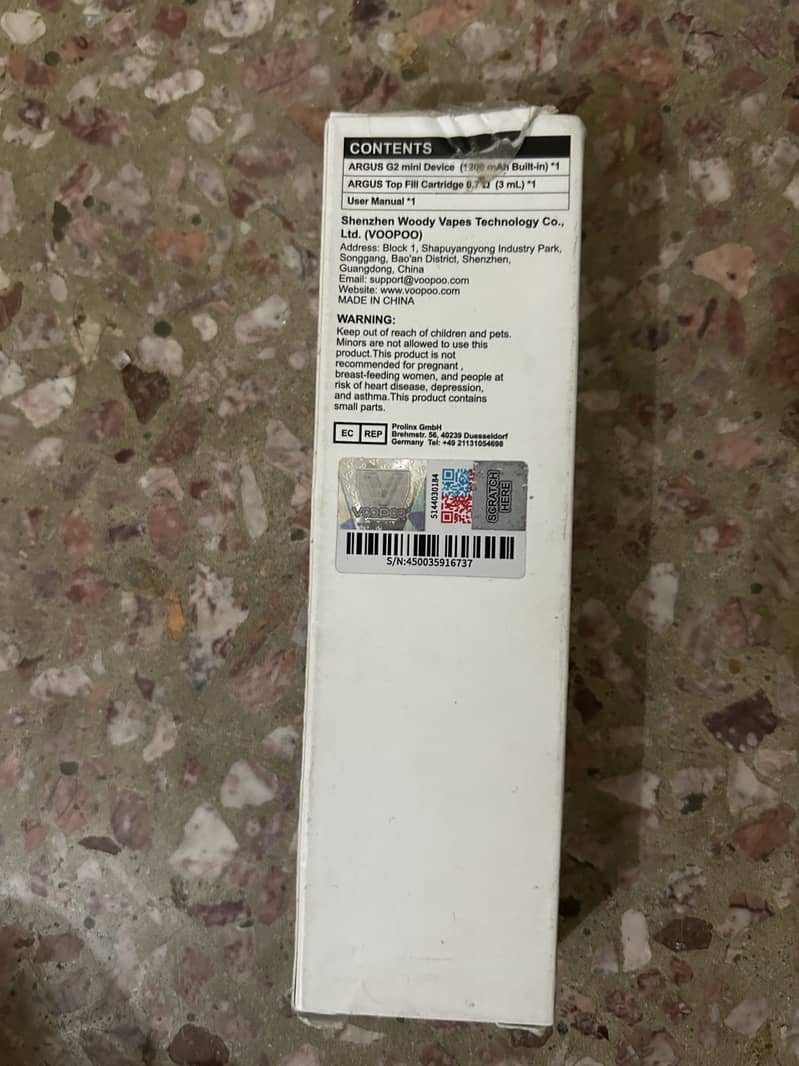 CONTENTS
ARGUS G2 mini Device (1200 mAh Built-in) *1
ARGUS Top Fill Cartridge 0.7 Ω (3 mL) *1
User Manual *1
Shenzhen Woody Vapes Technology Co.,
Ltd. (VOOPOO)
Address: Block 1, Shapuyangyong Industry Park,
Songgang, Bao'an District, Shenzhen,
Guangdong, China
Email: support@voopoo.com
Website: www.voopoo.com
MADE IN CHINA
WARNING:
Keep out of reach of children and pets.
Minors are not allowed to use this
product.This product is not
recommended for pregnant ,
breast-feeding women, and people at
risk of heart disease, depression,
and asthma.This product contains
small parts.
EC REP
Prolinx GmbH
Brehmstr. 56, 40239 Duesseldorf
Germany Tel: +49 21131054698
VOOPOO
5144030184
SCRATCH
HERE
S/N:450035916737